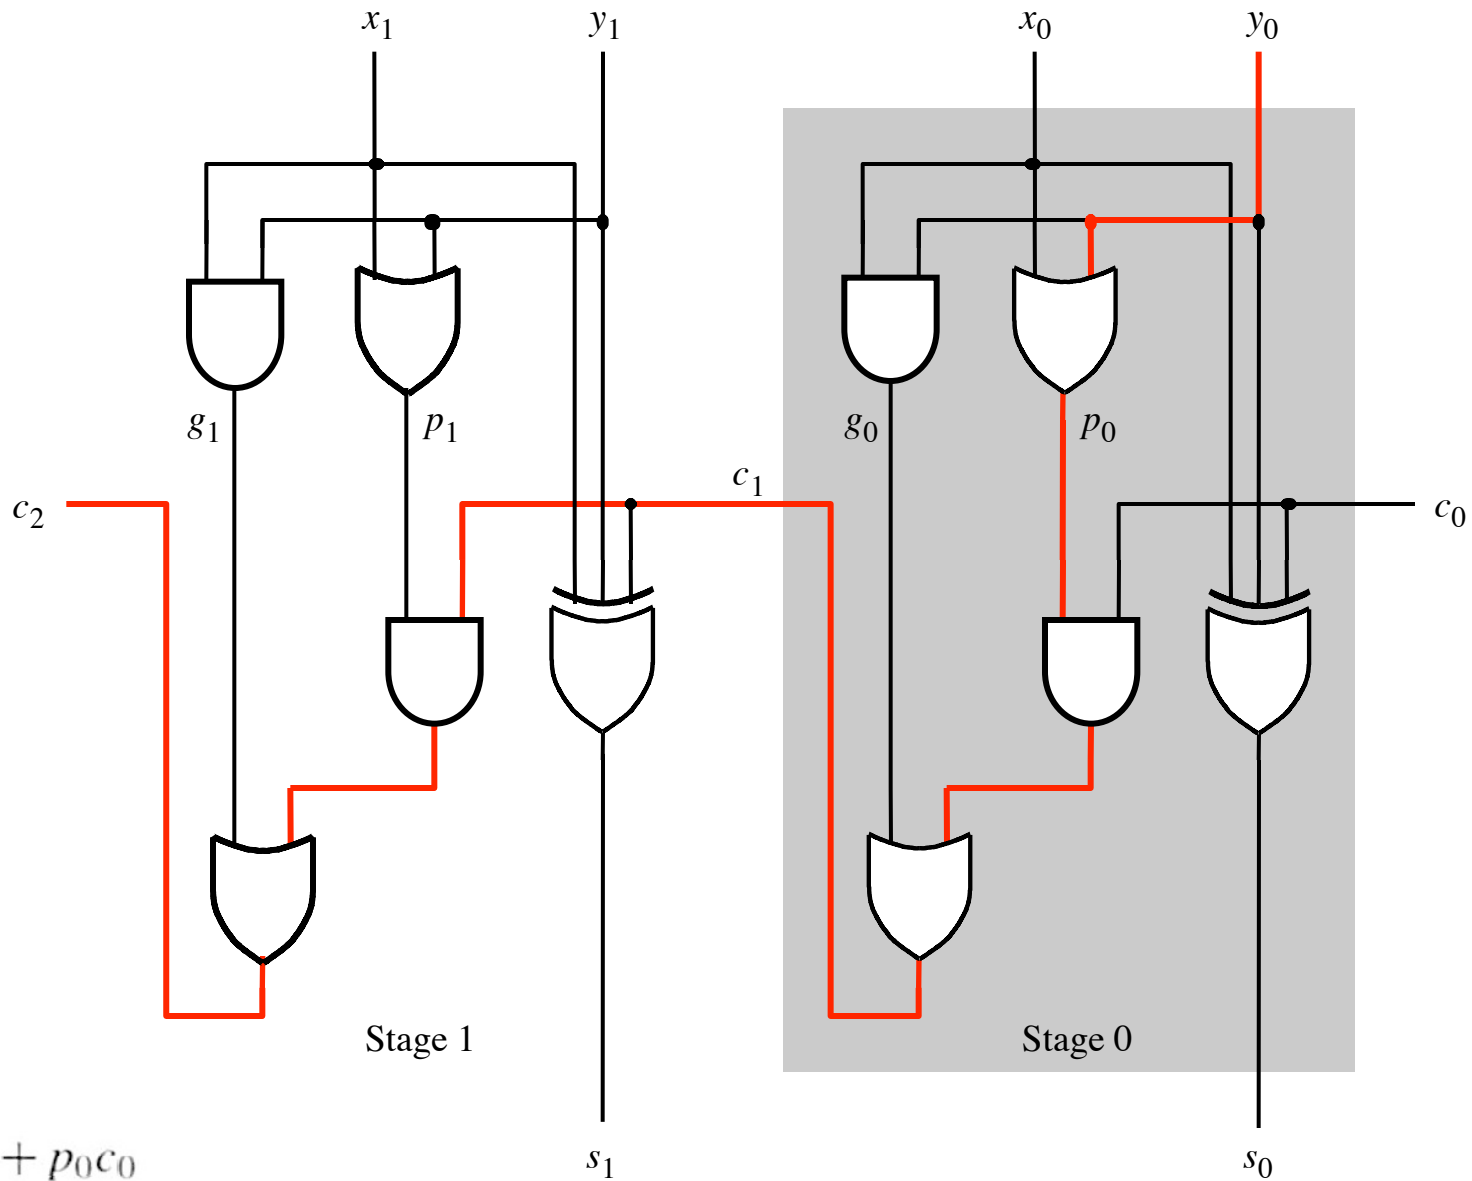 x₁ y₁ x₀ y₀
g₁ p₁ g₀ p₀
c₂ c₁ c₀
Stage 1 Stage 0
+ p₀c₀ s₁ s₀